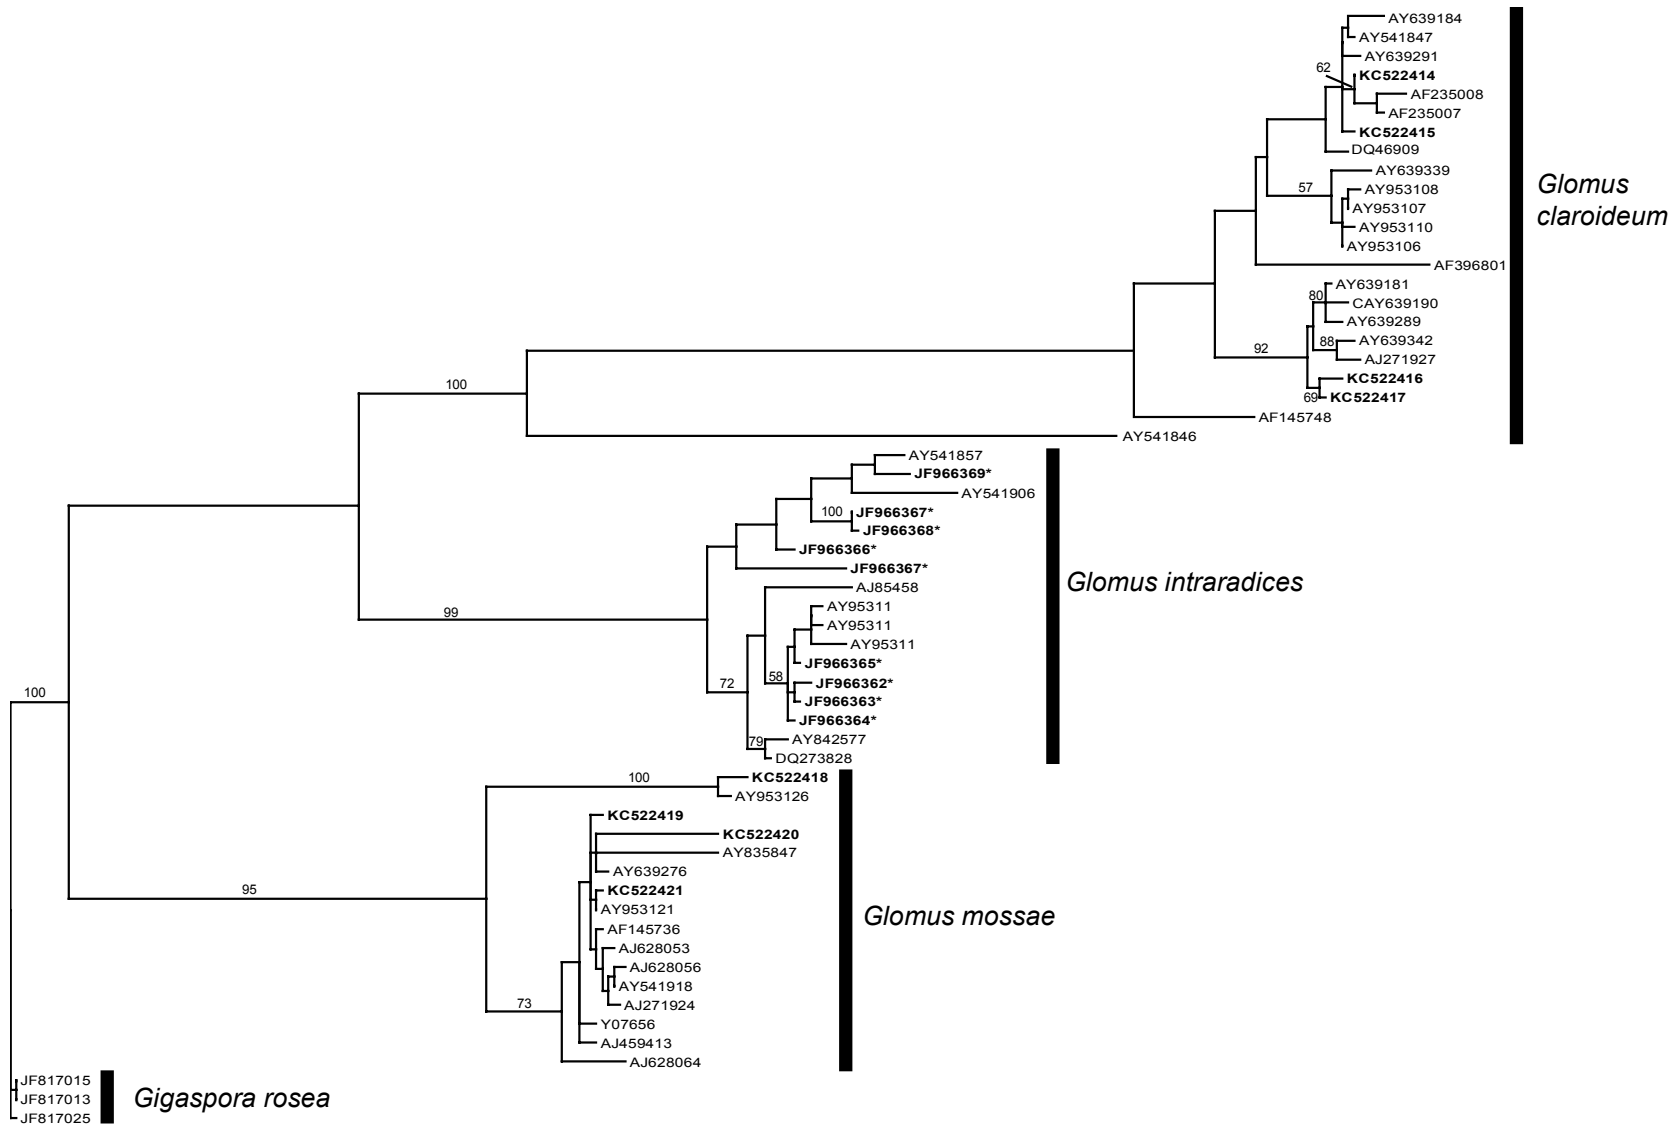 AY639184
AY541847
AY639291
62
KC522414
AF235008
AF235007
KC522415
DQ46909
AY639339
57
AY953108
AY953107
AY953110
AY953106
AF396801
Glomus
claroideum
AY639181
80
CAY639190
AY639289
88
AY639342
92
AJ271927
KC522416
69
KC522417
100
AF145748
AY541846
AY541857
JF966369*
AY541906
100
JF966367*
JF966368*
JF966366*
JF966367*
Glomus intraradices
AJ85458
AY95311
99
AY95311
AY95311
JF966365*
72
58
JF966362*
100
JF966363*
JF966364*
79
AY842577
DQ273828
100
KC522418
AY953126
KC522419
KC522420
AY835847
AY639276
95
KC522421
AY953121
Glomus mossae
AF145736
AJ628053
AJ628056
AY541918
73
AJ271924
Y07656
AJ459413
AJ628064
JF817015
JF817013
Gigaspora rosea
JF817025